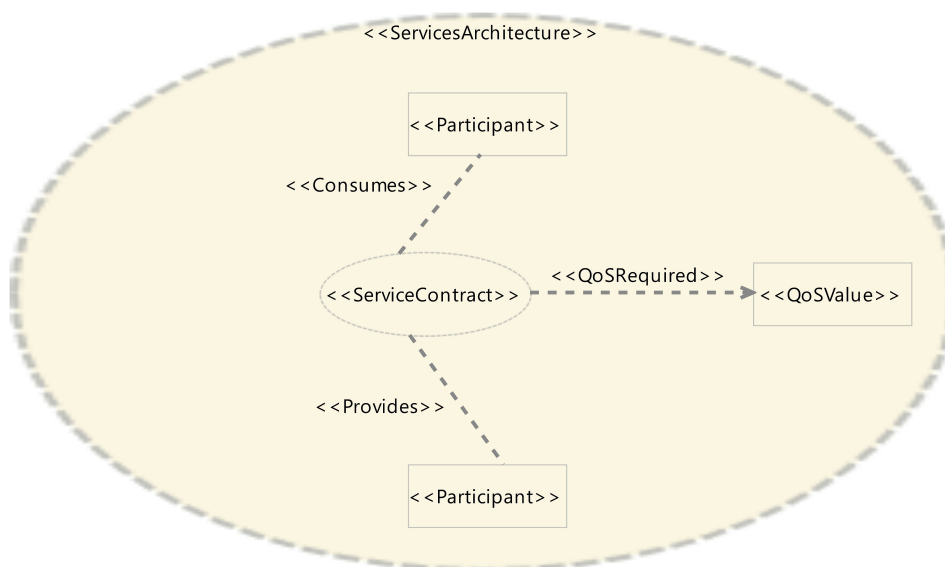 <<ServicesArchitecture>>
<<Participant>>
<<Consumes>>
<<QoSRequired>>
<<ServiceContract>>
<<QoSValue>>
<<Provides>>
<<Participant>>